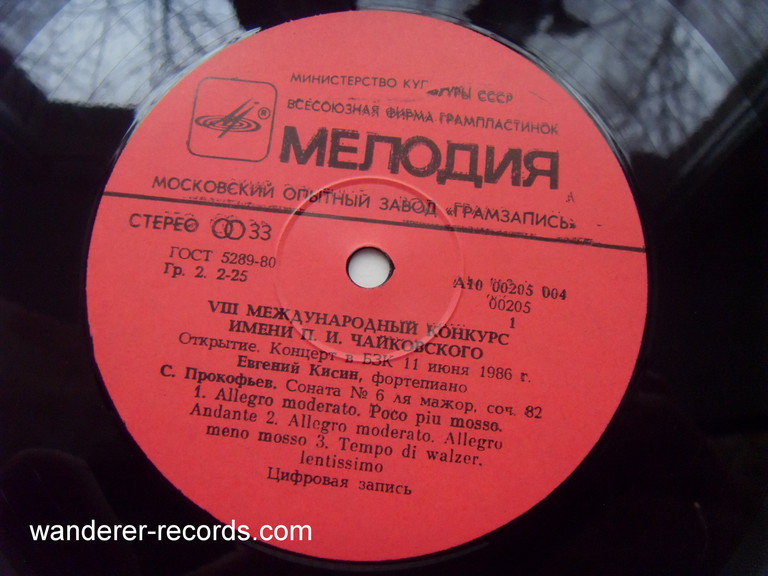 МИНИСТЕРСТВО КУЛЬТУРЫ СССР
ВСЕСОЮЗНАЯ ФИРМА ГРАМПЛАСТИНОК
®
МЕЛОДИЯ
МОСКОВСКИЙ ОПЫТНЫЙ ЗАВОД «ГРАМЗАПИСЬ»
СТЕРЕО 33
ГОСТ 5289-80
Гр. 2. 2-25
А10 00205 004
00205
1
VIII МЕЖДУНАРОДНЫЙ КОНКУРС
ИМЕНИ П. И. ЧАЙКОВСКОГО
Открытие. Концерт в БЗК 11 июня 1986 г.
Евгений Кисин, фортепиано
С. Прокофьев. Соната № 6 ля мажор, соч. 82
1. Allegro moderato. Poco piu mosso.
Andante 2. Allegro moderato. Allegro
meno mosso 3. Tempo di walzer,
lentissimo
Цифровая запись
wanderer-records.com